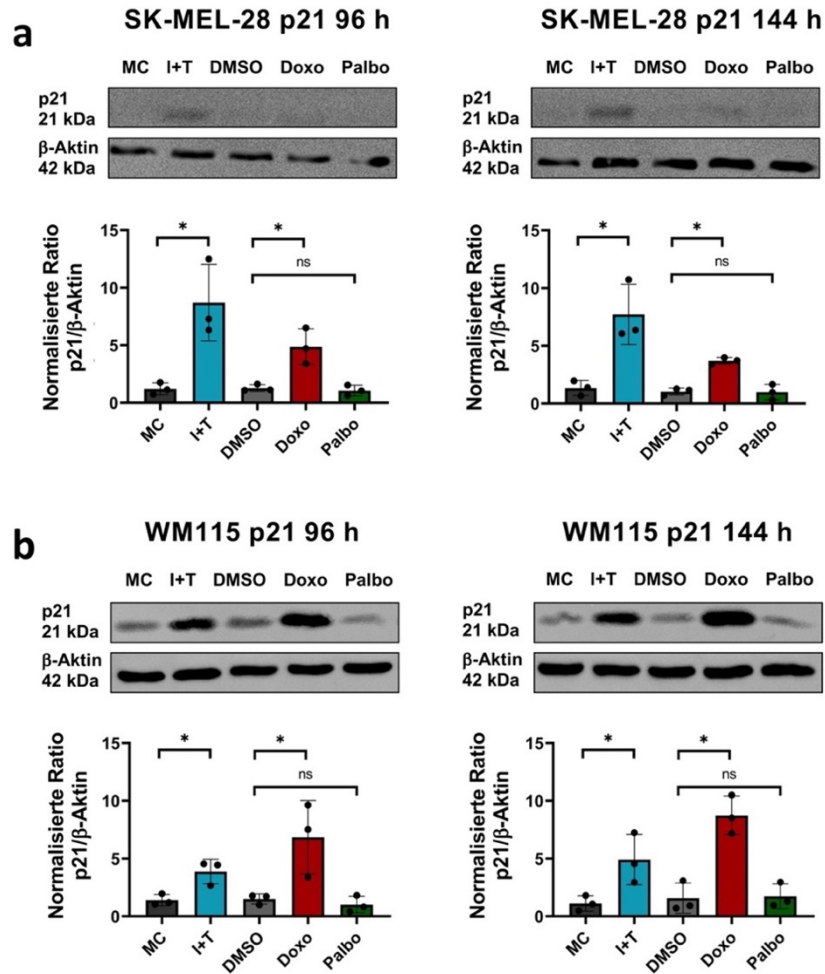 a
SK-MEL-28 p21 96 h
MC I+T DMSO Doxo Palbo
p21
21 kDa
β-Aktin
42 kDa
Normalisierte Ratio
p21/β-Aktin
15
10
5
0
*
*
ns
MC I+T DMSO Doxo Palbo
SK-MEL-28 p21 144 h
MC I+T DMSO Doxo Palbo
p21
21 kDa
β-Aktin
42 kDa
Normalisierte Ratio
p21/β-Aktin
15
10
5
0
*
*
ns
MC I+T DMSO Doxo Palbo
b
WM115 p21 96 h
MC I+T DMSO Doxo Palbo
p21
21 kDa
β-Aktin
42 kDa
Normalisierte Ratio
p21/β-Aktin
15
10
5
0
*
*
ns
MC I+T DMSO Doxo Palbo
WM115 p21 144 h
MC I+T DMSO Doxo Palbo
p21
21 kDa
β-Aktin
42 kDa
Normalisierte Ratio
p21/β-Aktin
15
10
5
0
*
*
ns
MC I+T DMSO Doxo Palbo